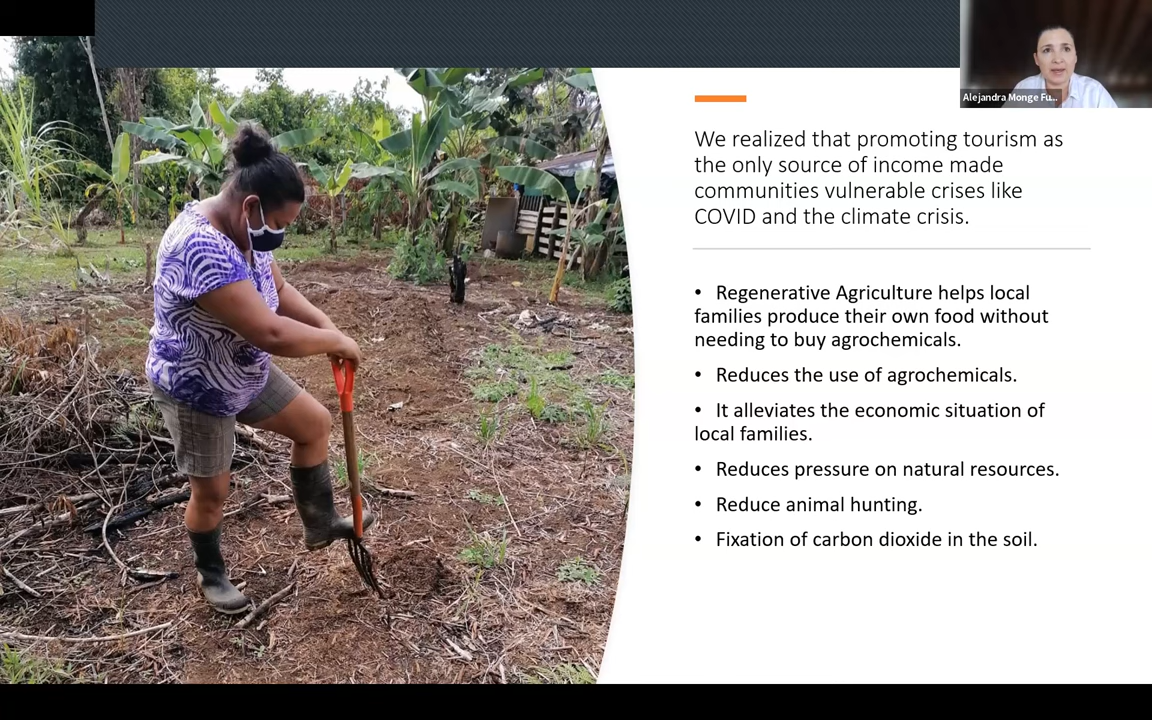 Alejandra Monge Fu...
We realized that promoting tourism as
the only source of income made
communities vulnerable crises like
COVID and the climate crisis.
• Regenerative Agriculture helps local
families produce their own food without
needing to buy agrochemicals.
• Reduces the use of agrochemicals.
• It alleviates the economic situation of
local families.
• Reduces pressure on natural resources.
• Reduce animal hunting.
• Fixation of carbon dioxide in the soil.